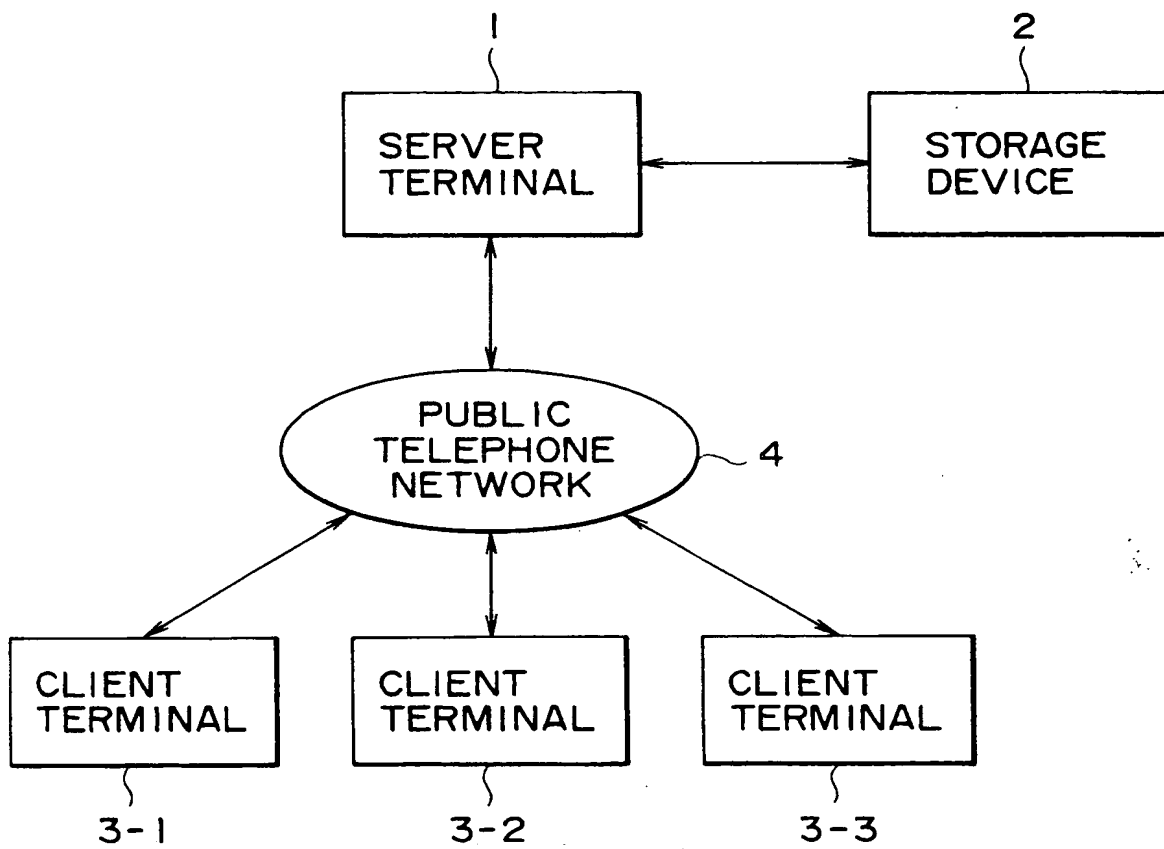 1
2
SERVER
TERMINAL
STORAGE
DEVICE
PUBLIC
TELEPHONE
NETWORK
4
CLIENT
TERMINAL
CLIENT
TERMINAL
CLIENT
TERMINAL
3-1
3-2
3-3